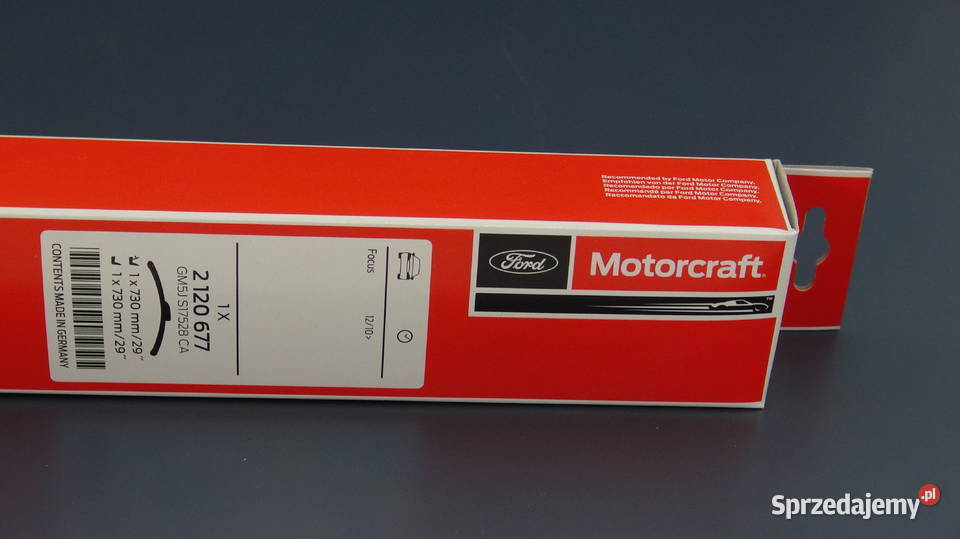 Recommended by Ford Motor Company.
Empfohlen von der Ford Motor Company.
Recomendado por Ford Motor Company.
Recommandé par Ford Motor Company.
Raccomandato da Ford Motor Company.
Ford
Motorcraft®
™
Focus
12/10>
1 X
2 120 677
GM5J S17528 CA
1 x 730 mm/29"
1 x 730 mm/29"
CONTENTS MADE IN GERMANY
Sprzedajemy.pl